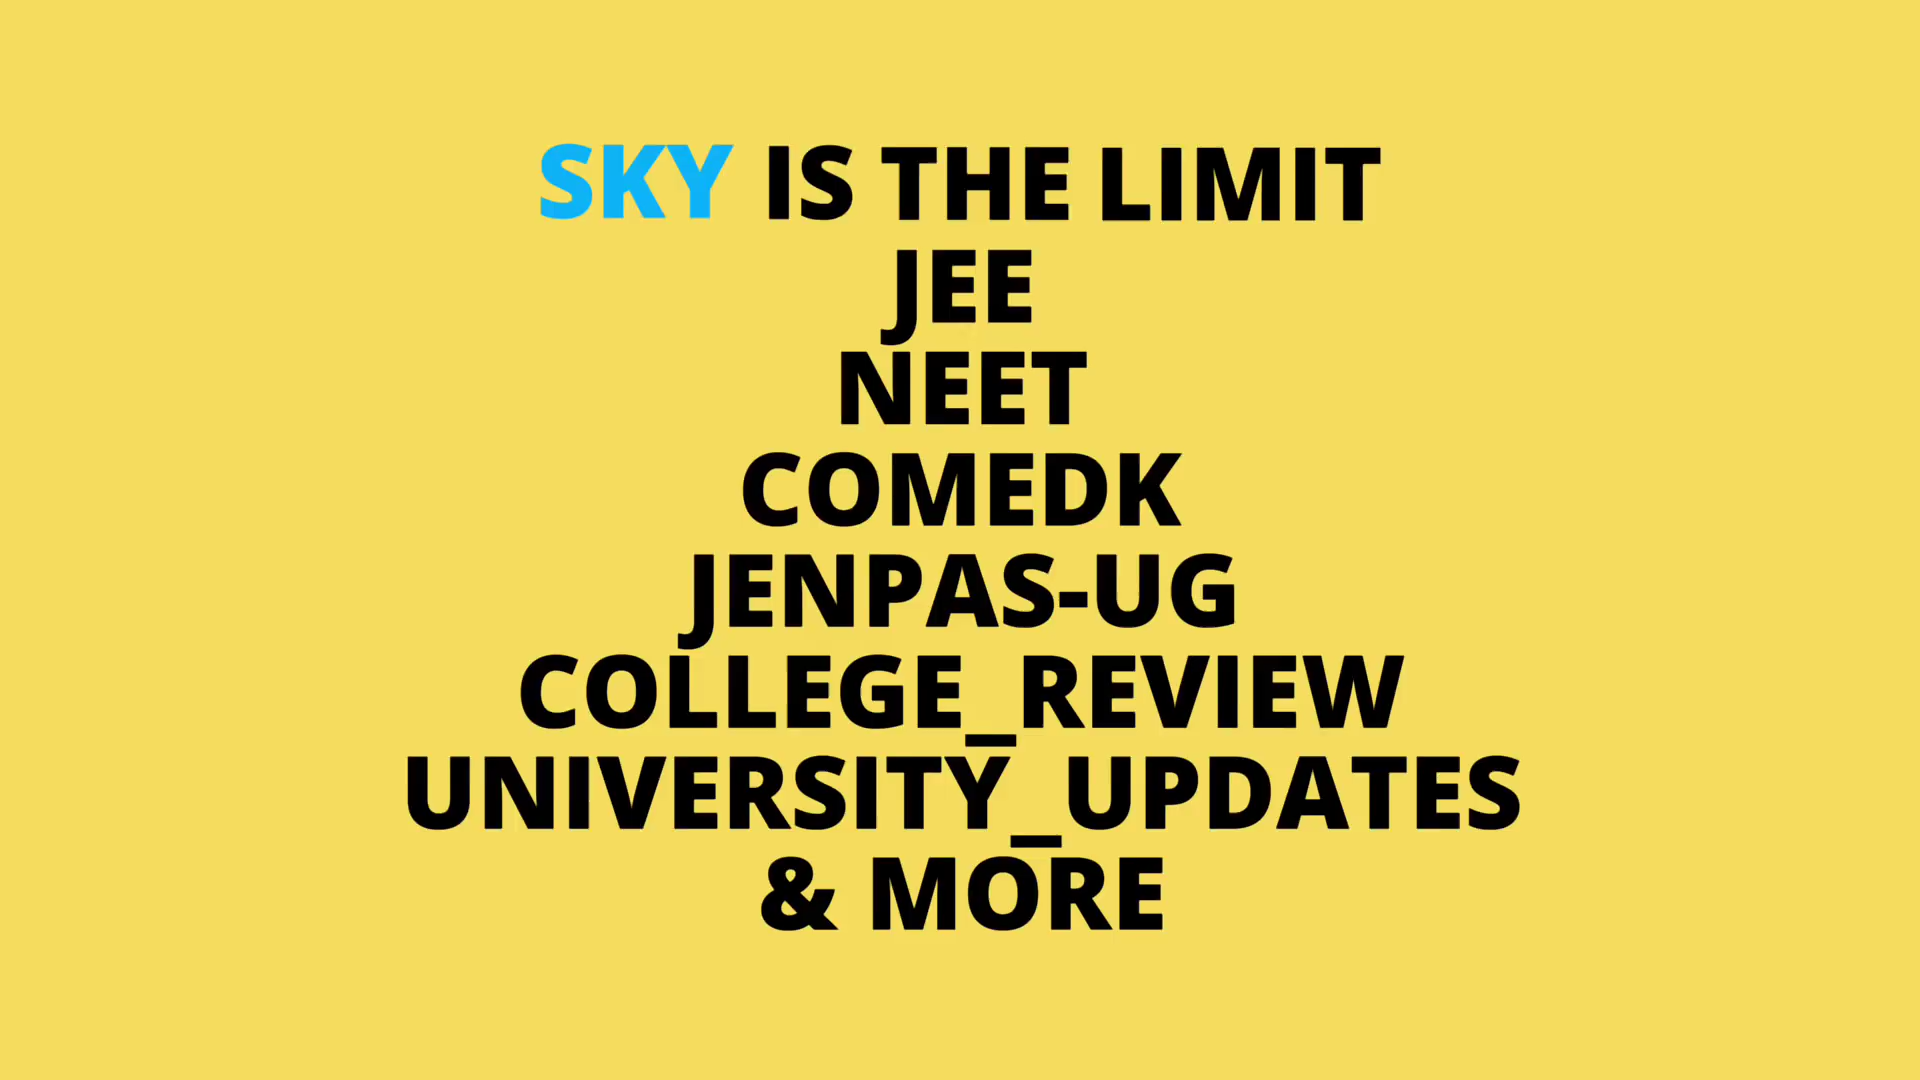 SKY IS THE LIMIT
JEE
NEET
COMEDK
JENPAS-UG
COLLEGE_REVIEW
UNIVERSITY_UPDATES
& MORE